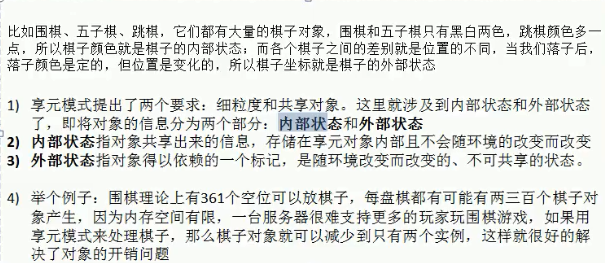 比如围棋、五子棋、跳棋，它们都有大量的棋子对象，围棋和五子棋只有黑白两色，跳棋颜色多一
点，所以棋子颜色就是棋子的内部状态；而各个棋子之间的差别就是位置的不同，当我们落子后，
落子颜色是定的，但位置是变化的，所以棋子坐标就是棋子的外部状态
1) 享元模式提出了两个要求：细粒度和共享对象。这里就涉及到内部状态和外部状态
了，即将对象的信息分为两个部分：内部状态和外部状态
2) 内部状态指对象共享出来的信息，存储在享元对象内部且不会随环境的改变而改变
3) 外部状态指对象得以依赖的一个标记，是随环境改变而改变的、不可共享的状态。
4) 举个例子：围棋理论上有361个空位可以放棋子，每盘棋都有可能有两三百个棋子对
象产生，因为内存空间有限，一台服务器很难支持更多的玩家玩围棋游戏，如果用
享元模式来处理棋子，那么棋子对象就可以减少到只有两个实例，这样就很好的解
决了对象的开销问题